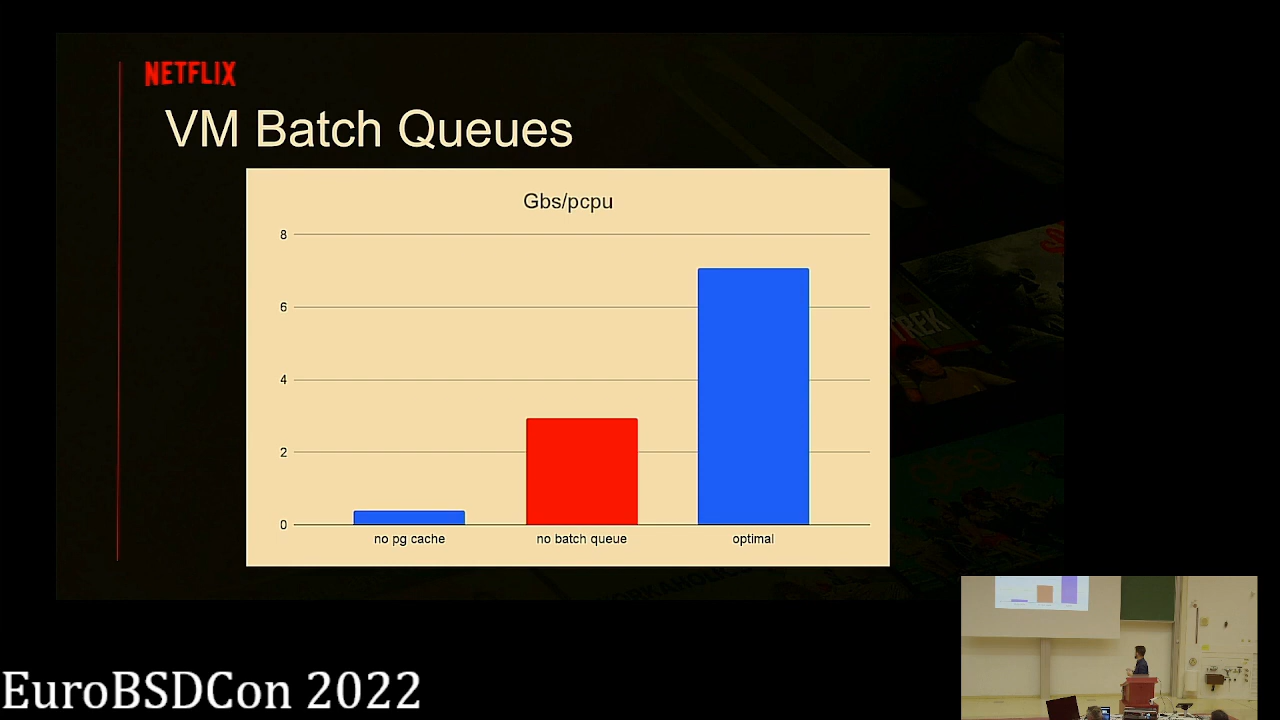 NETFLIX
VM Batch Queues
Gbs/pcpu
8
6
4
2
0
no pg cache
no batch queue
optimal
TREK
EuroBSDCon 2022